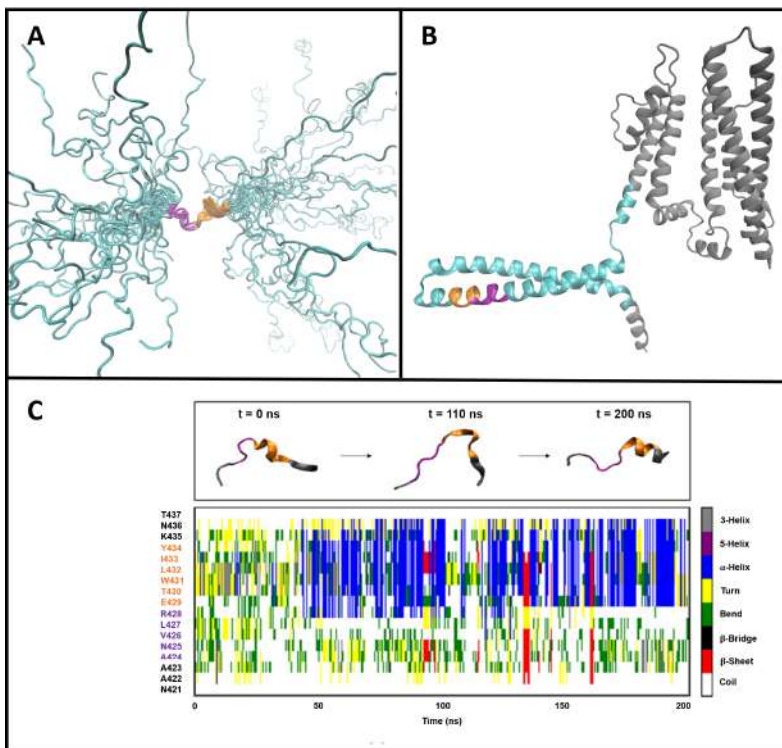 A
B
C
t = 0 ns
t = 110 ns
t = 200 ns
T437
N436
K435
Y434
I433
L432
W431
T430
E429
R428
L427
V426
N425
A424
A423
A422
N421
3-Helix
5-Helix
α-Helix
Turn
Bend
β-Bridge
β-Sheet
Coil
0
50
100
150
200
Time (ns)